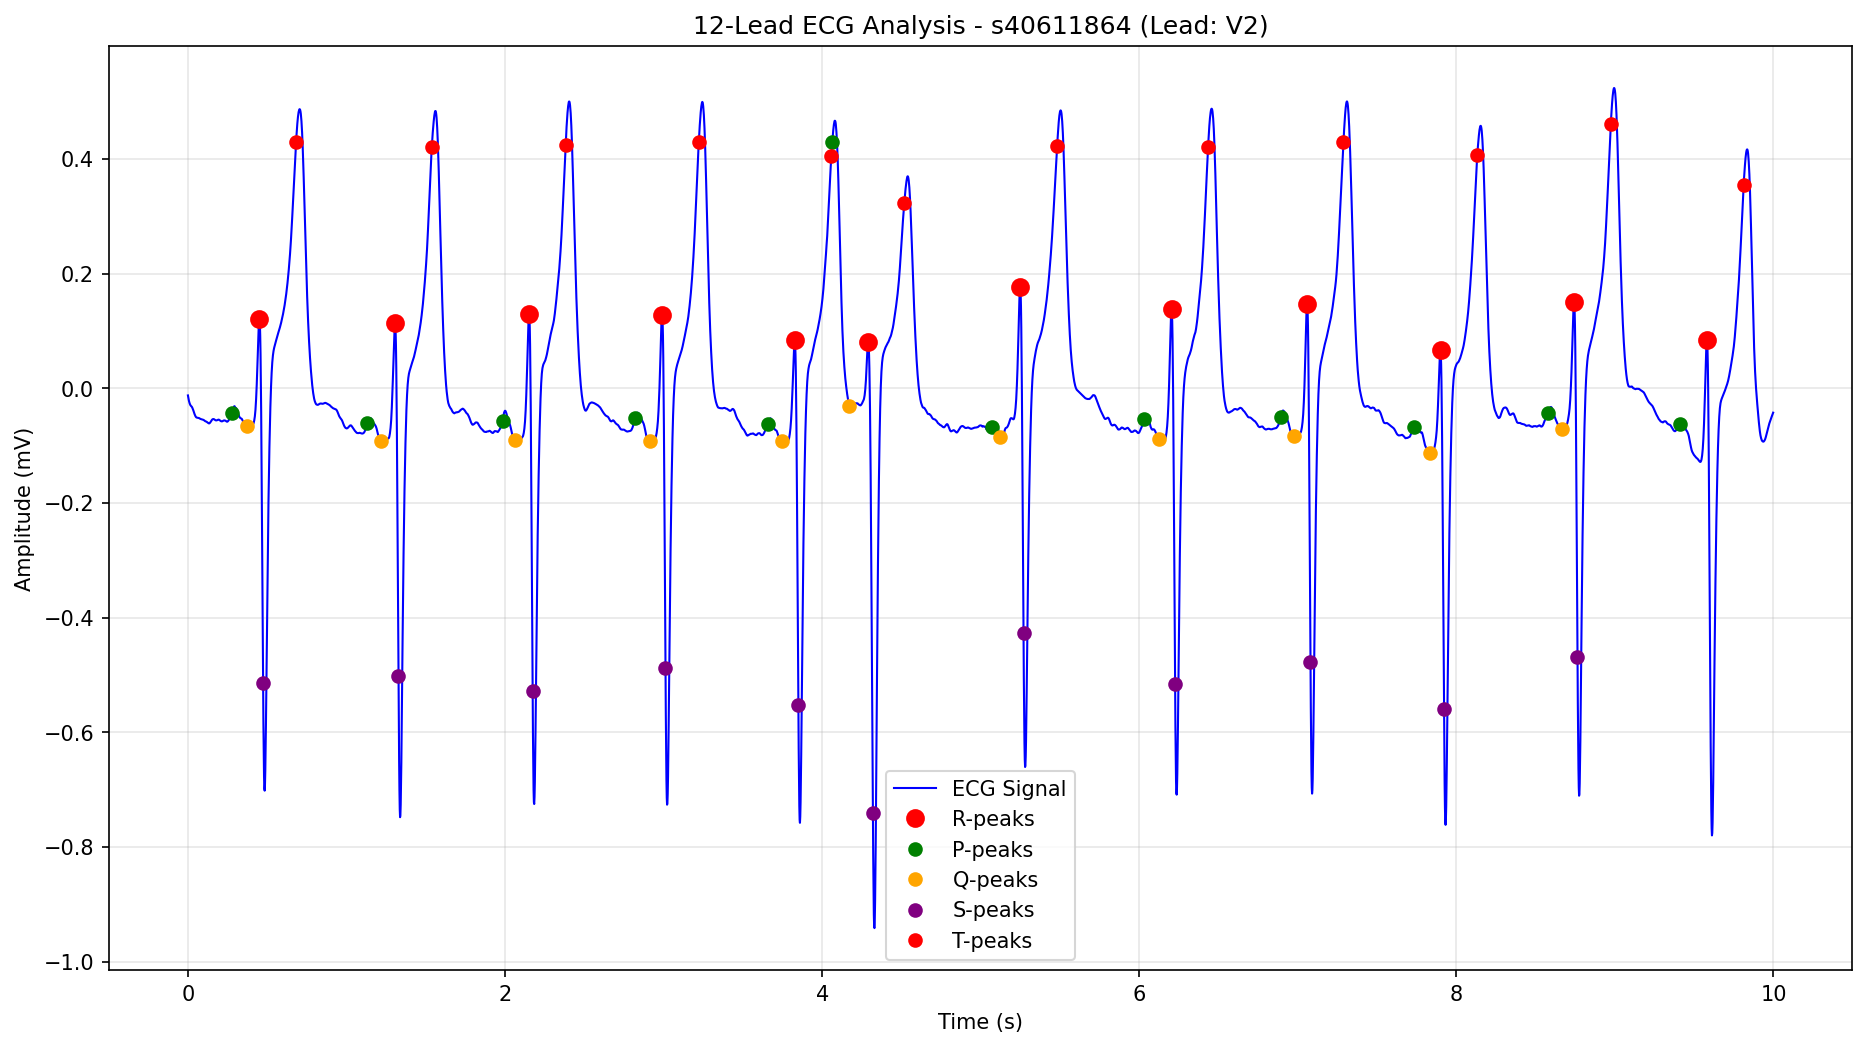 12-Lead ECG Analysis - s40611864 (Lead: V2)
Amplitude (mV)
0.4
0.2
0.0
−0.2
−0.4
−0.6
−0.8
−1.0
ECG Signal
R-peaks
P-peaks
Q-peaks
S-peaks
T-peaks
0 2 4 6 8 10
Time (s)